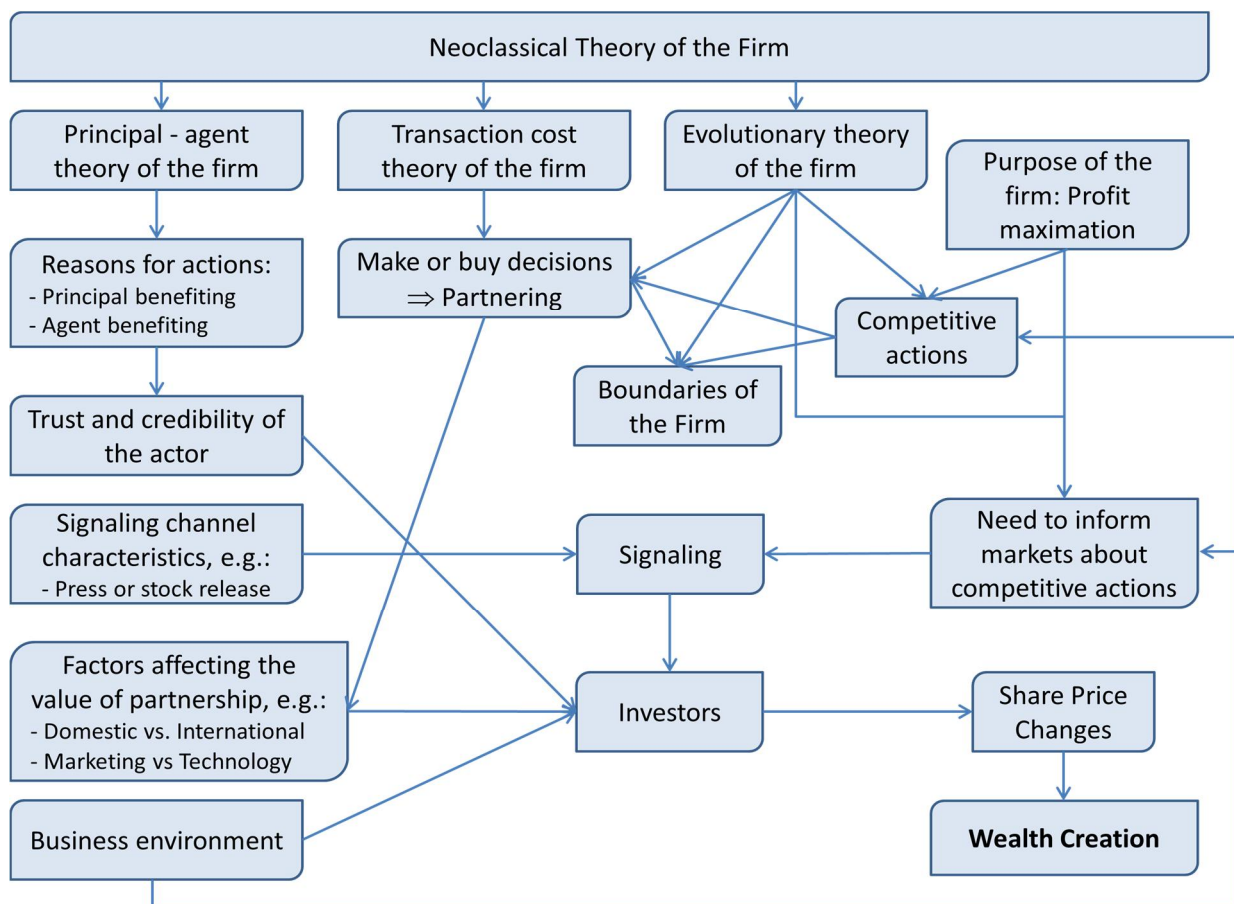 Neoclassical Theory of the Firm
Principal - agent
theory of the firm
Transaction cost
theory of the firm
Evolutionary theory
of the firm
Purpose of the
firm: Profit
maximation
Reasons for actions:
- Principal benefiting
- Agent benefiting
Make or buy decisions
⇒ Partnering
Competitive
actions
Boundaries of
the Firm
Trust and credibility of
the actor
Signaling channel
characteristics, e.g.:
- Press or stock release
Signaling
Need to inform
markets about
competitive actions
Factors affecting the
value of partnership, e.g.:
- Domestic vs. International
- Marketing vs Technology
Investors
Share Price
Changes
Business environment
Wealth Creation